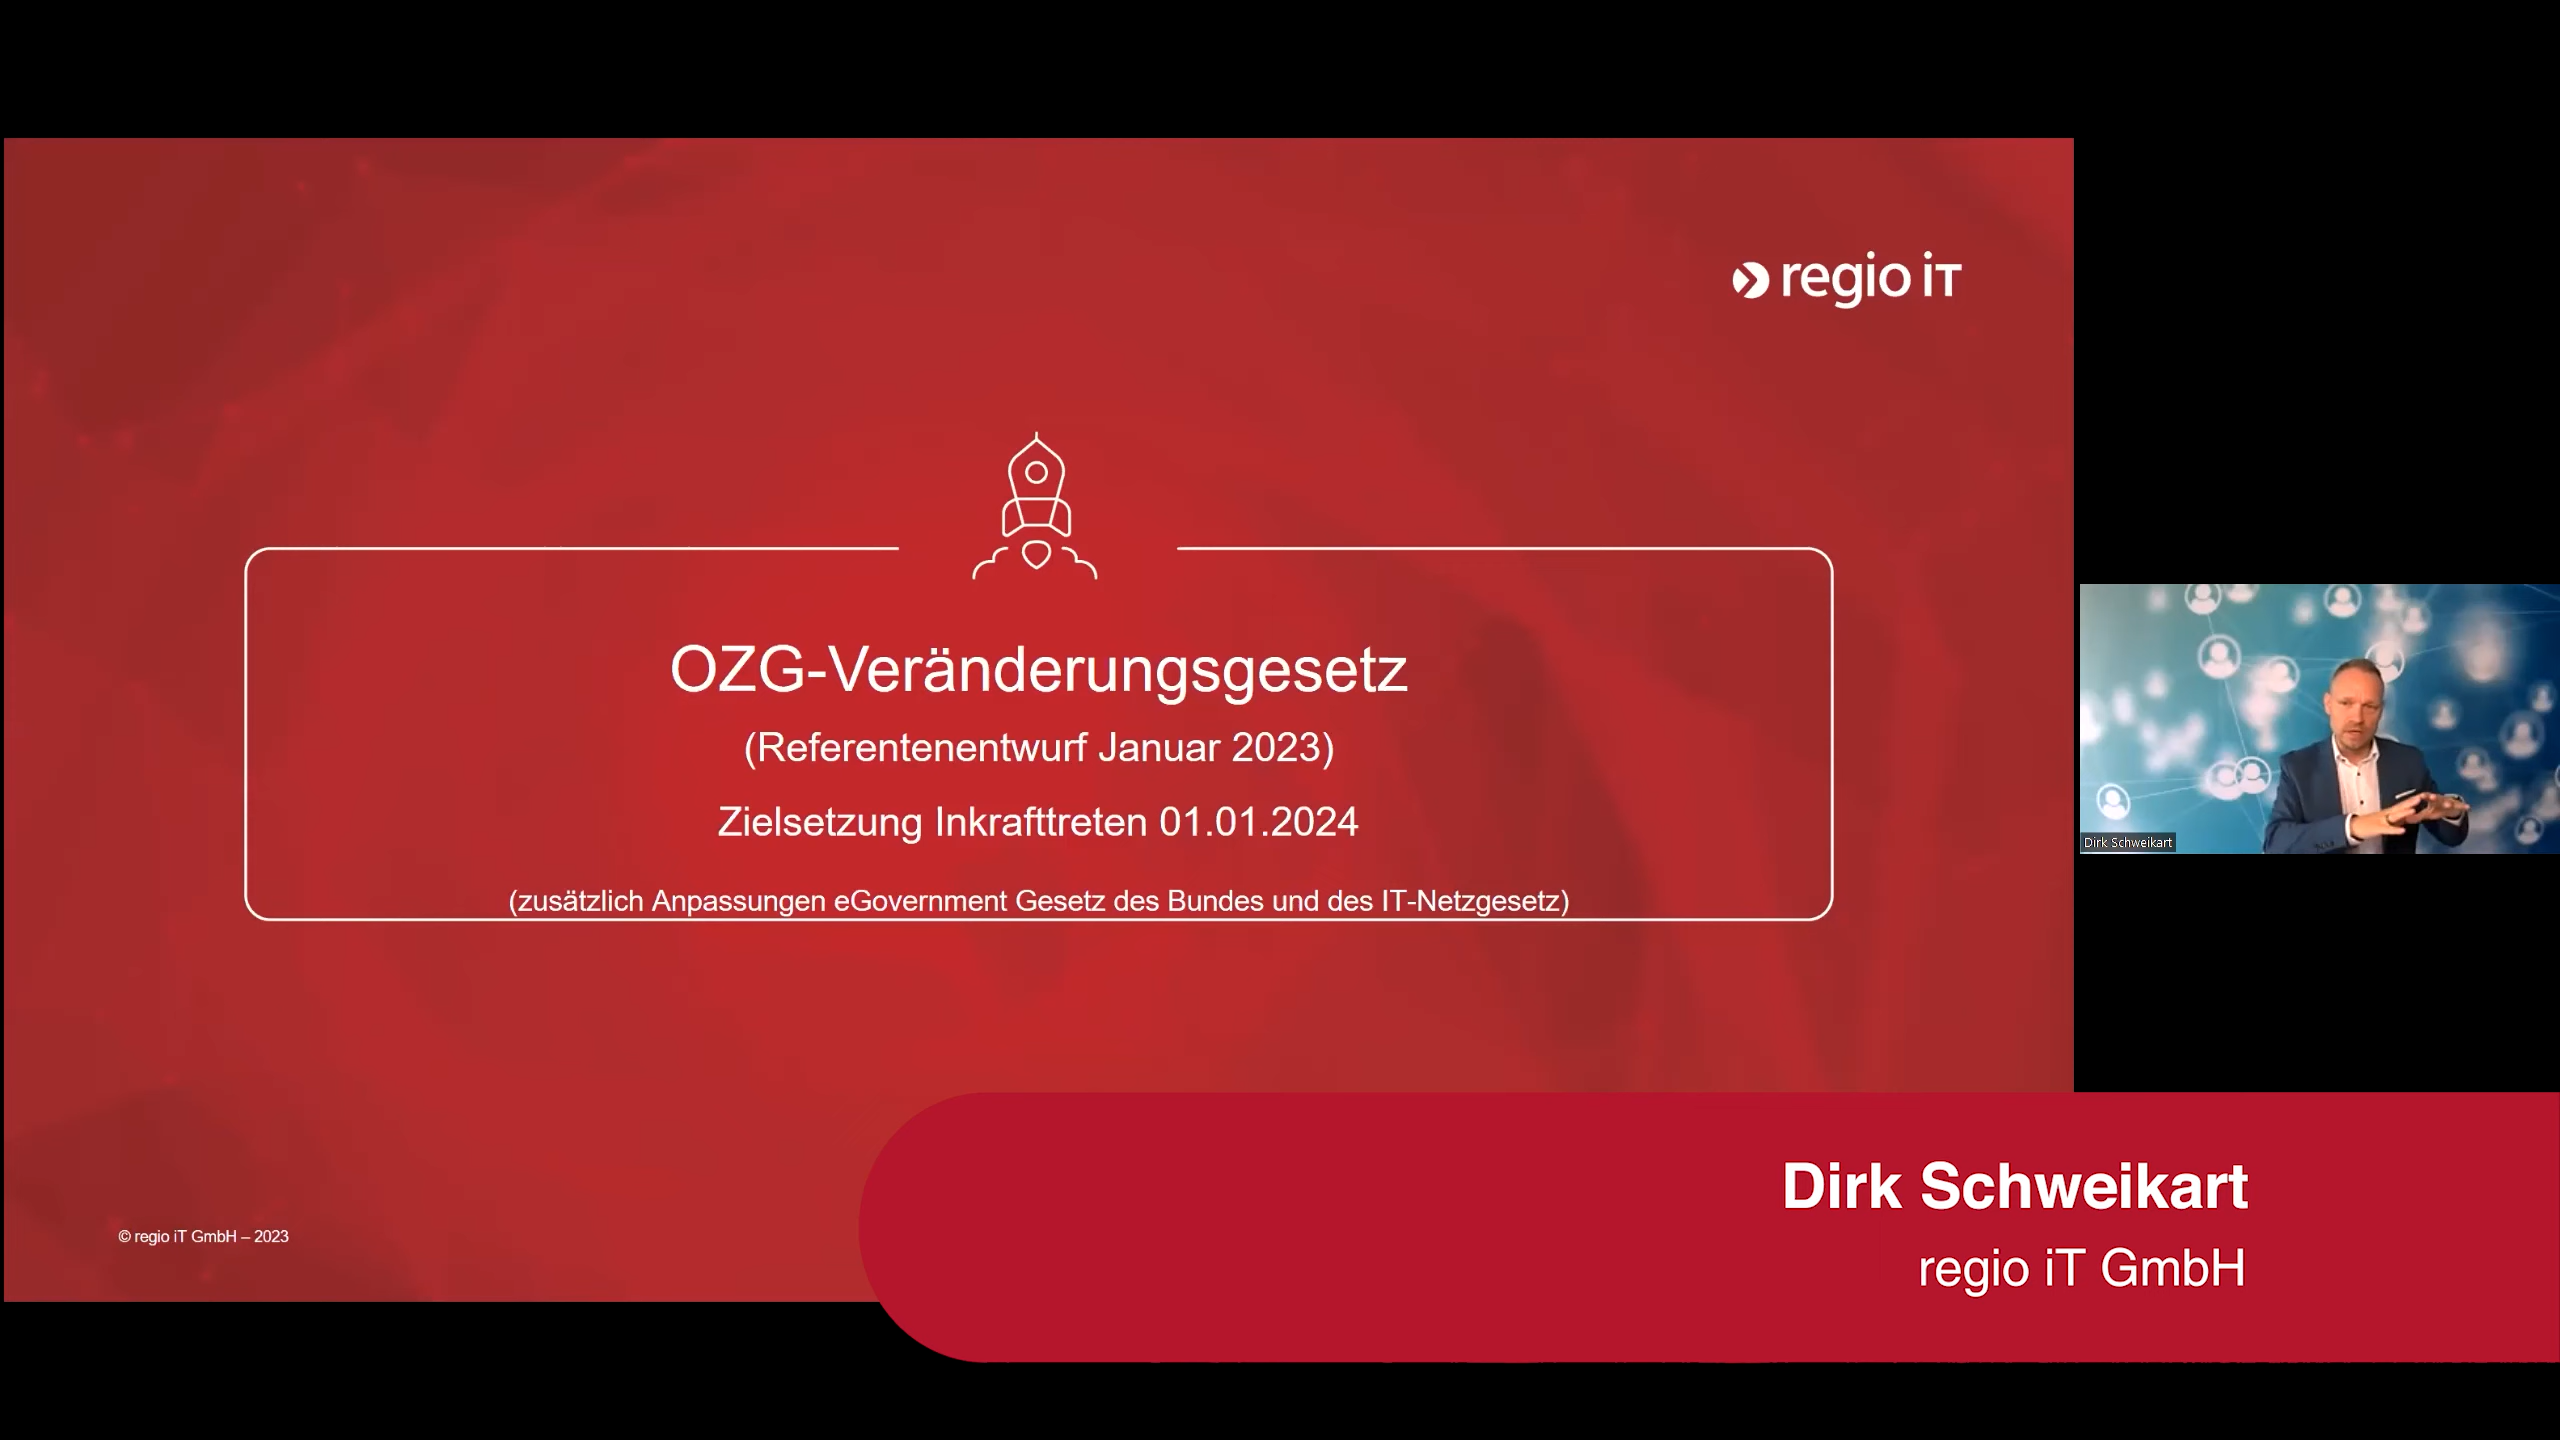 regio iT
OZG-Veränderungsgesetz
(Referentenentwurf Januar 2023)
Zielsetzung Inkrafttreten 01.01.2024
(zusätzlich Anpassungen eGovernment Gesetz des Bundes und des IT-Netzgesetz)
Dirk Schweikart
Dirk Schweikart
regio iT GmbH
© regio iT GmbH – 2023